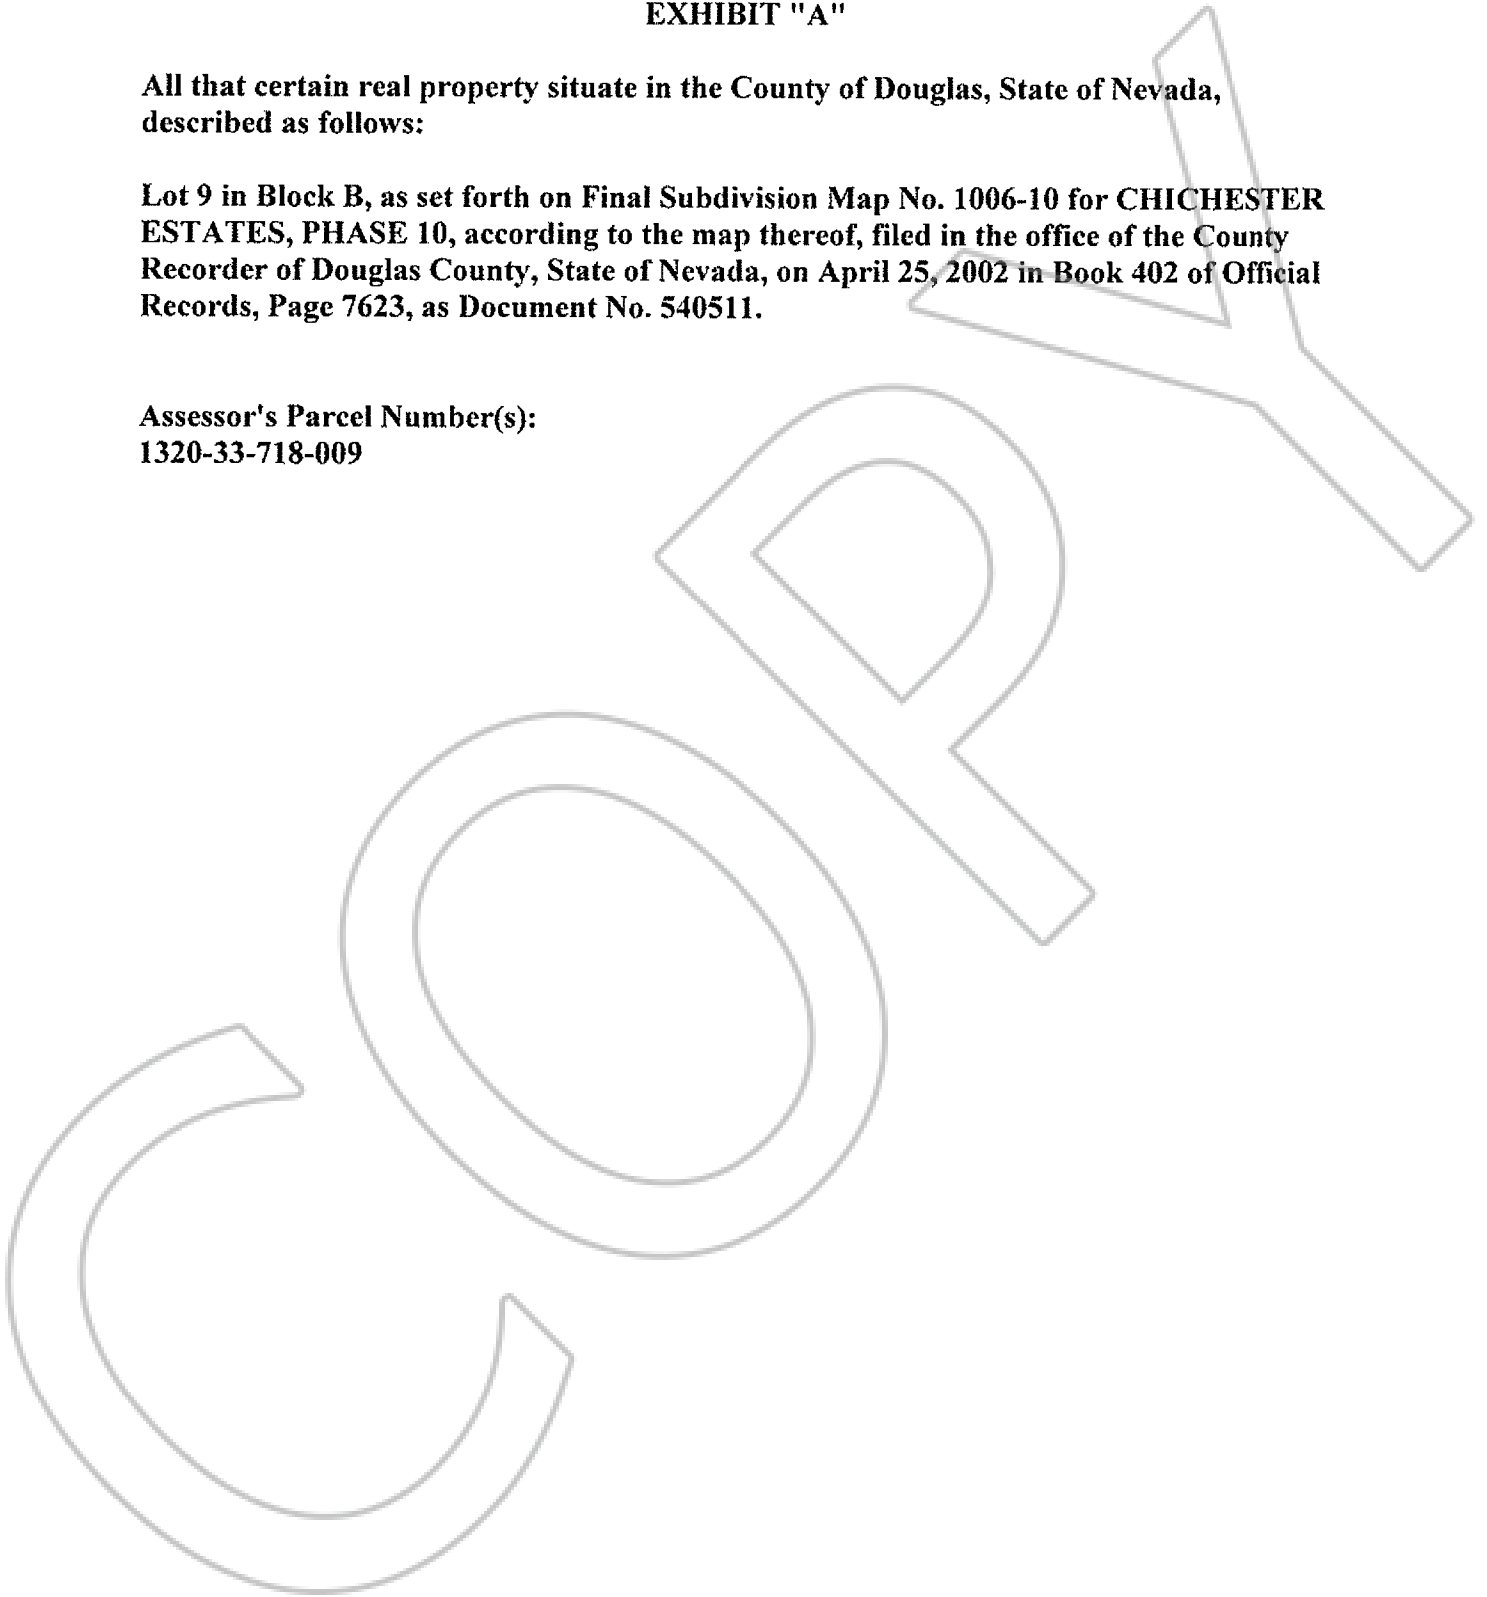 EXHIBIT "A"
All that certain real property situate in the County of Douglas, State of Nevada,
described as follows:
Lot 9 in Block B, as set forth on Final Subdivision Map No. 1006-10 for CHICHESTER
ESTATES, PHASE 10, according to the map thereof, filed in the office of the County
Recorder of Douglas County, State of Nevada, on April 25, 2002 in Book 402 of Official
Records, Page 7623, as Document No. 540511.
Assessor's Parcel Number(s):
1320-33-718-009
COPY